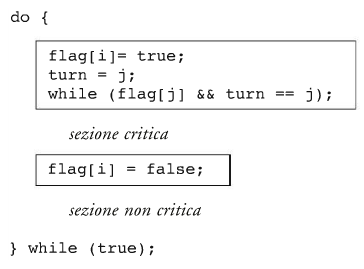 do {
flag[i]= true;
turn = j;
while (flag[j] && turn == j);
sezione critica
flag[i] = false;
sezione non critica
} while (true);